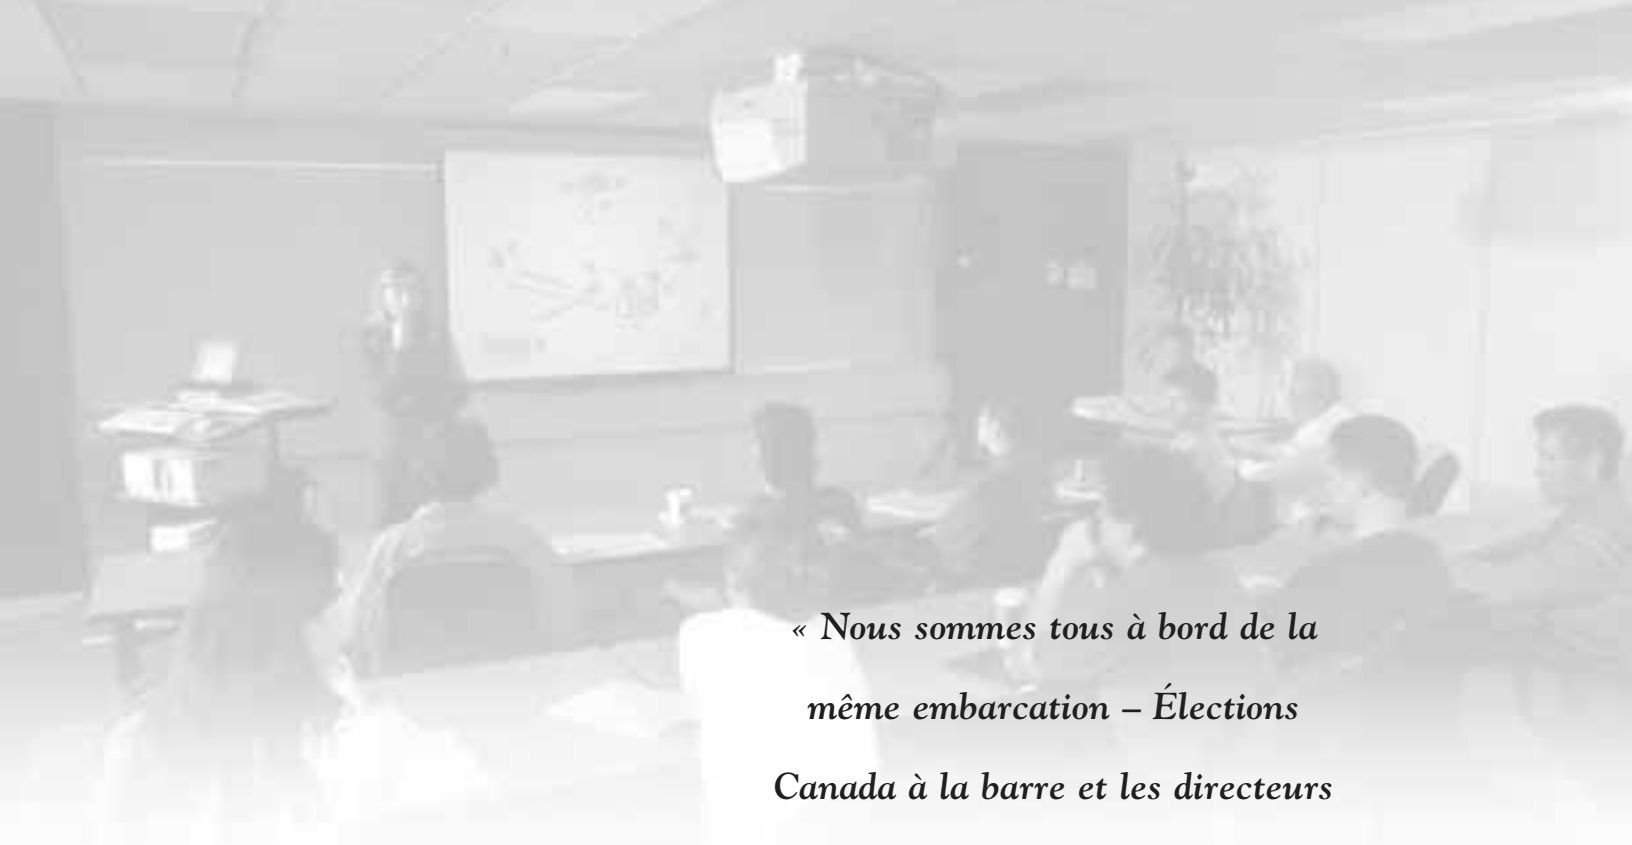 « Nous sommes tous à bord de la
même embarcation – Élections
Canada à la barre et les directeurs